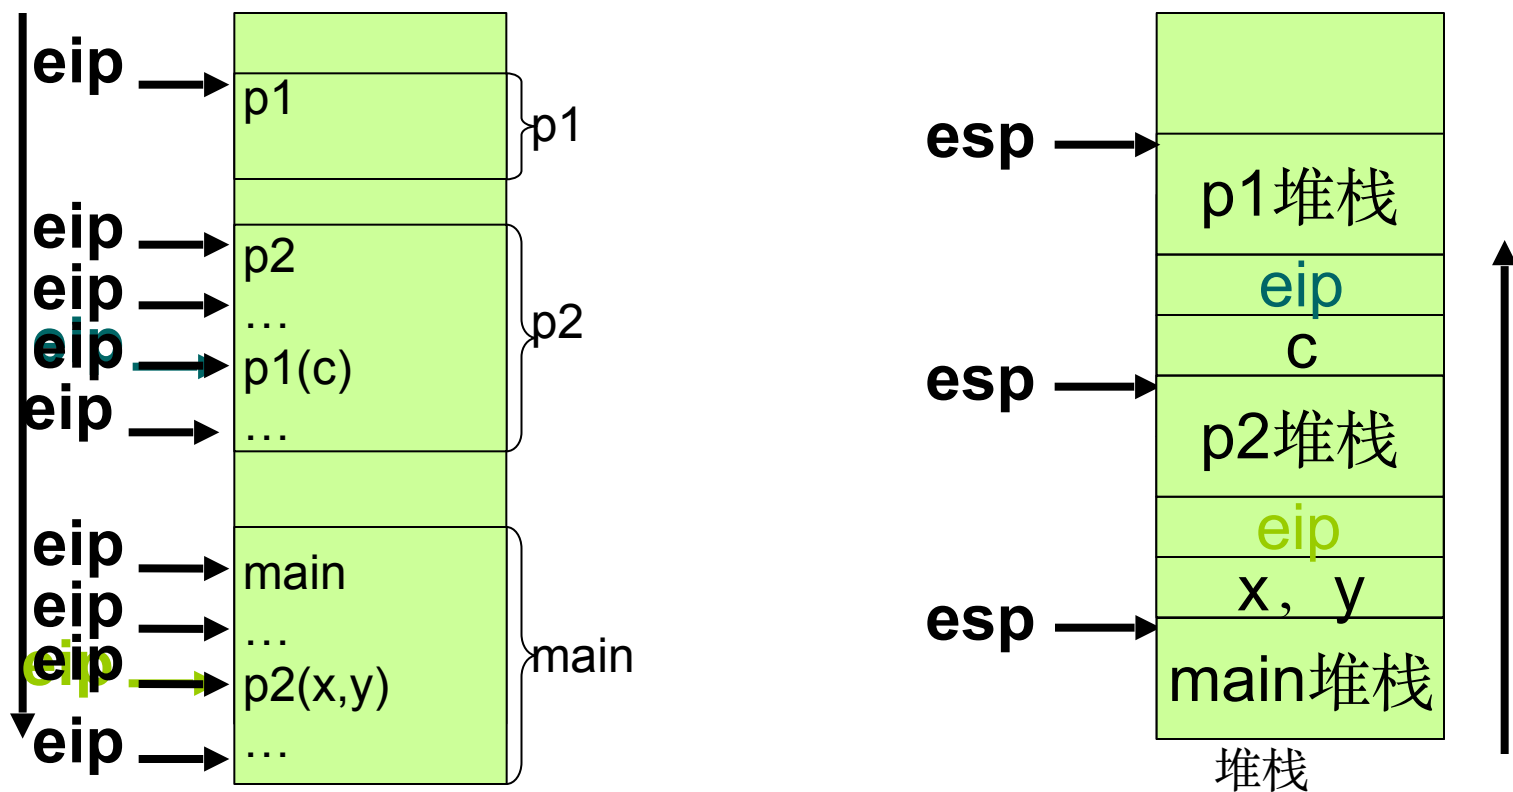 eip
p1
p1
eip
p2
eip
…
p2
eip
eip
p1(c)
eip
…
eip
main
eip
…
main
eip
eip
p2(x,y)
eip
…
esp
p1堆栈
eip
c
esp
p2堆栈
eip
x，y
esp
main堆栈
堆栈